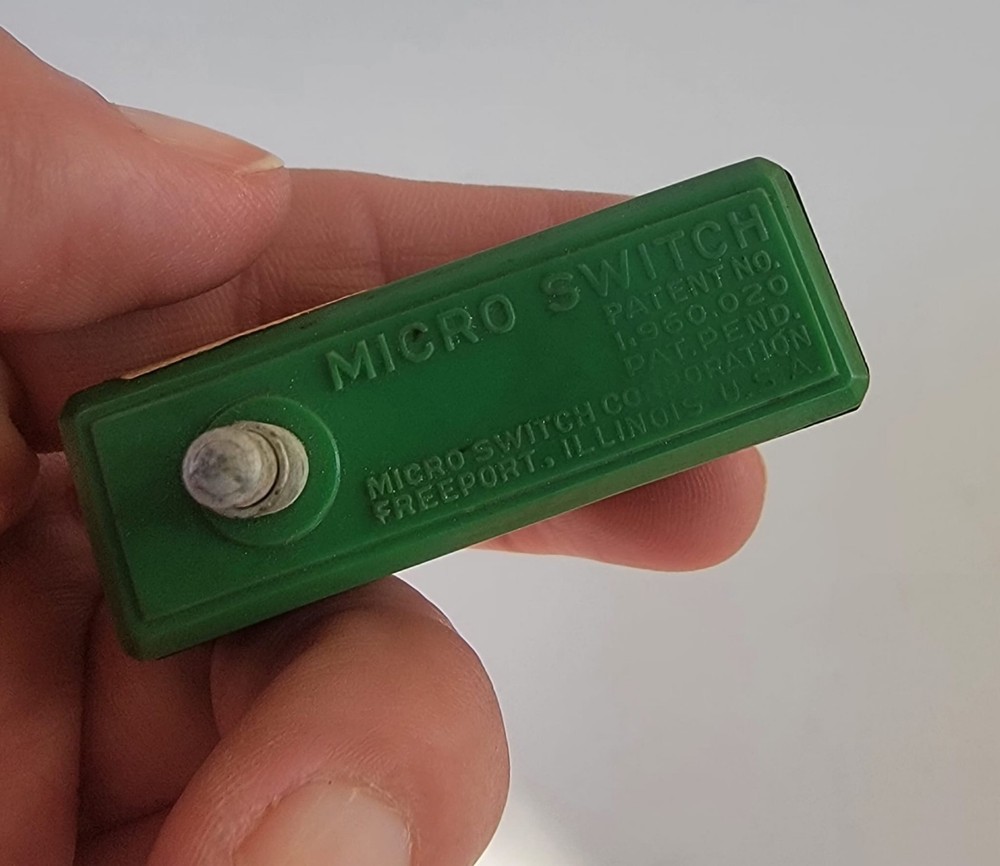 MICRO SWITCH
PATENT NO.
1,960,020
PAT. PEND.
MICRO SWITCH CORPORATION
FREEPORT, ILLINOIS U.S.A.